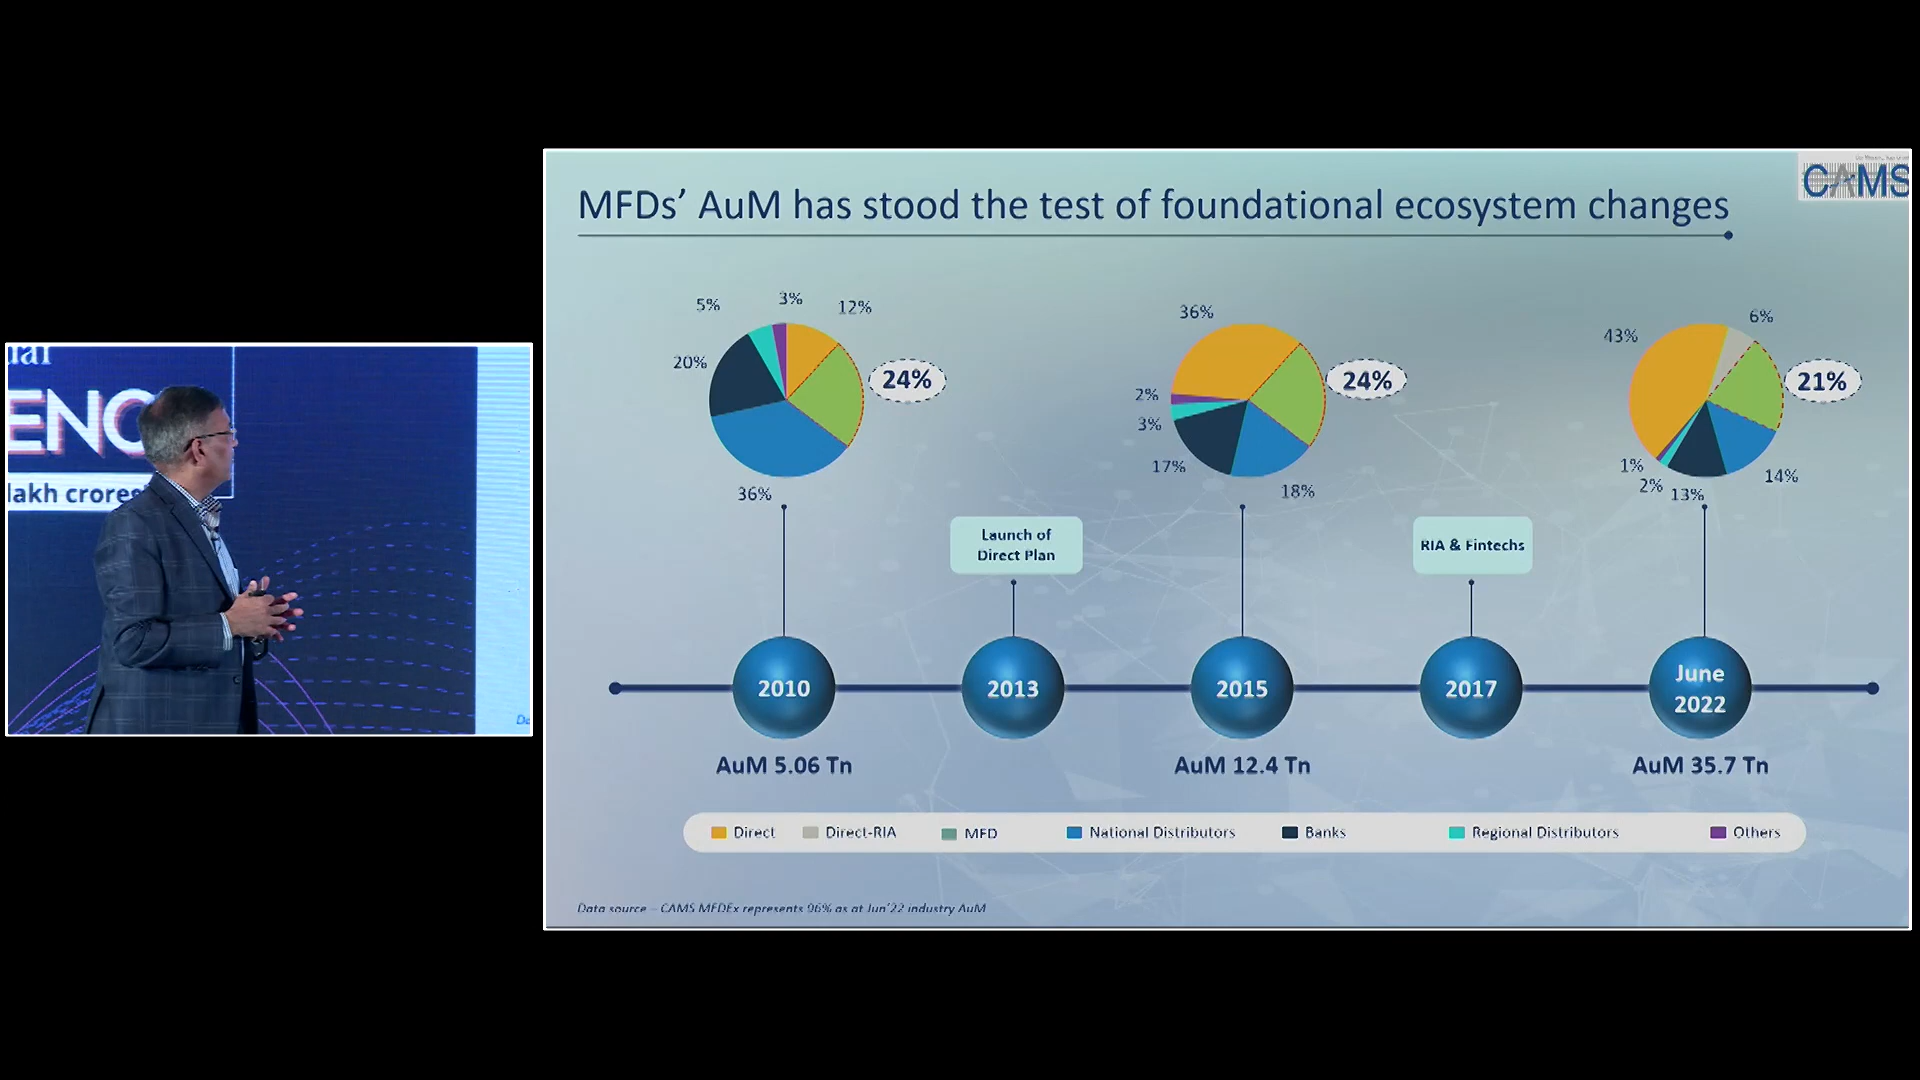 ENC
lakh crores
MFDs' AuM has stood the test of foundational ecosystem changes
CAMS
5%
3%
12%
20%
24%
36%
36%
2%
3%
17%
18%
24%
43%
6%
21%
1%
2%
13%
14%
Launch of
Direct Plan
RIA & Fintechs
2010
2013
2015
2017
June
2022
AuM 5.06 Tn
AuM 12.4 Tn
AuM 35.7 Tn
Direct
Direct-RIA
MFD
National Distributors
Banks
Regional Distributors
Others
Data source – CAMS MFDEx represents 96% as at Jun'22 industry AuM